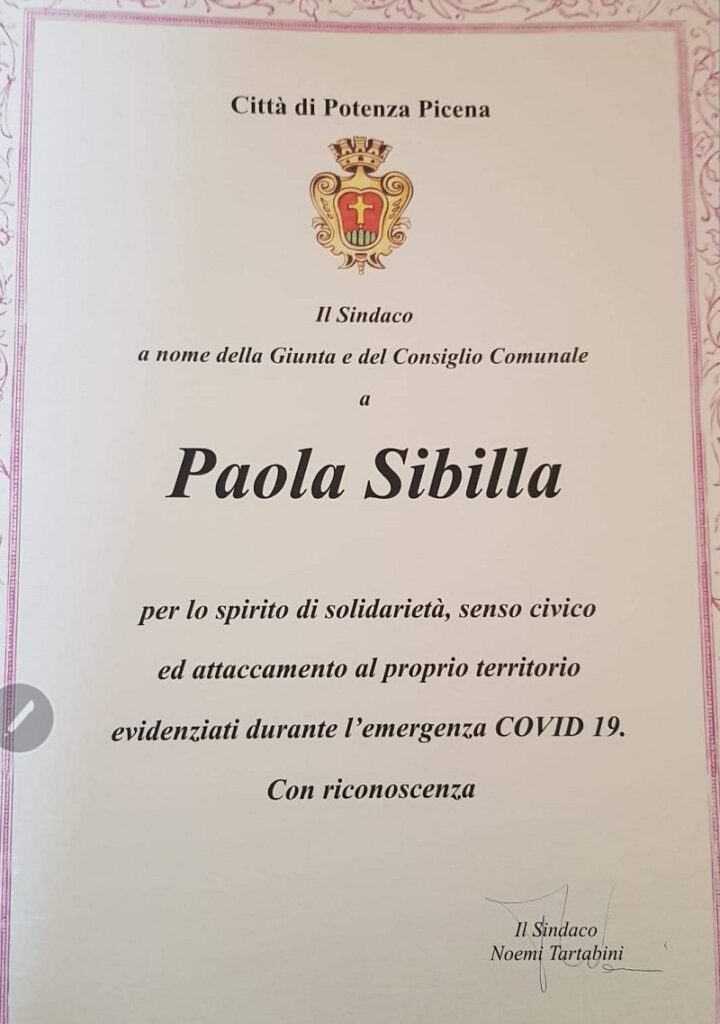 Città di Potenza Picena
Il Sindaco
a nome della Giunta e del Consiglio Comunale
a
Paola Sibilla
per lo spirito di solidarietà, senso civico
ed attaccamento al proprio territorio
evidenziati durante l’emergenza COVID 19.
Con riconoscenza
Il Sindaco
Noemi Tartabini